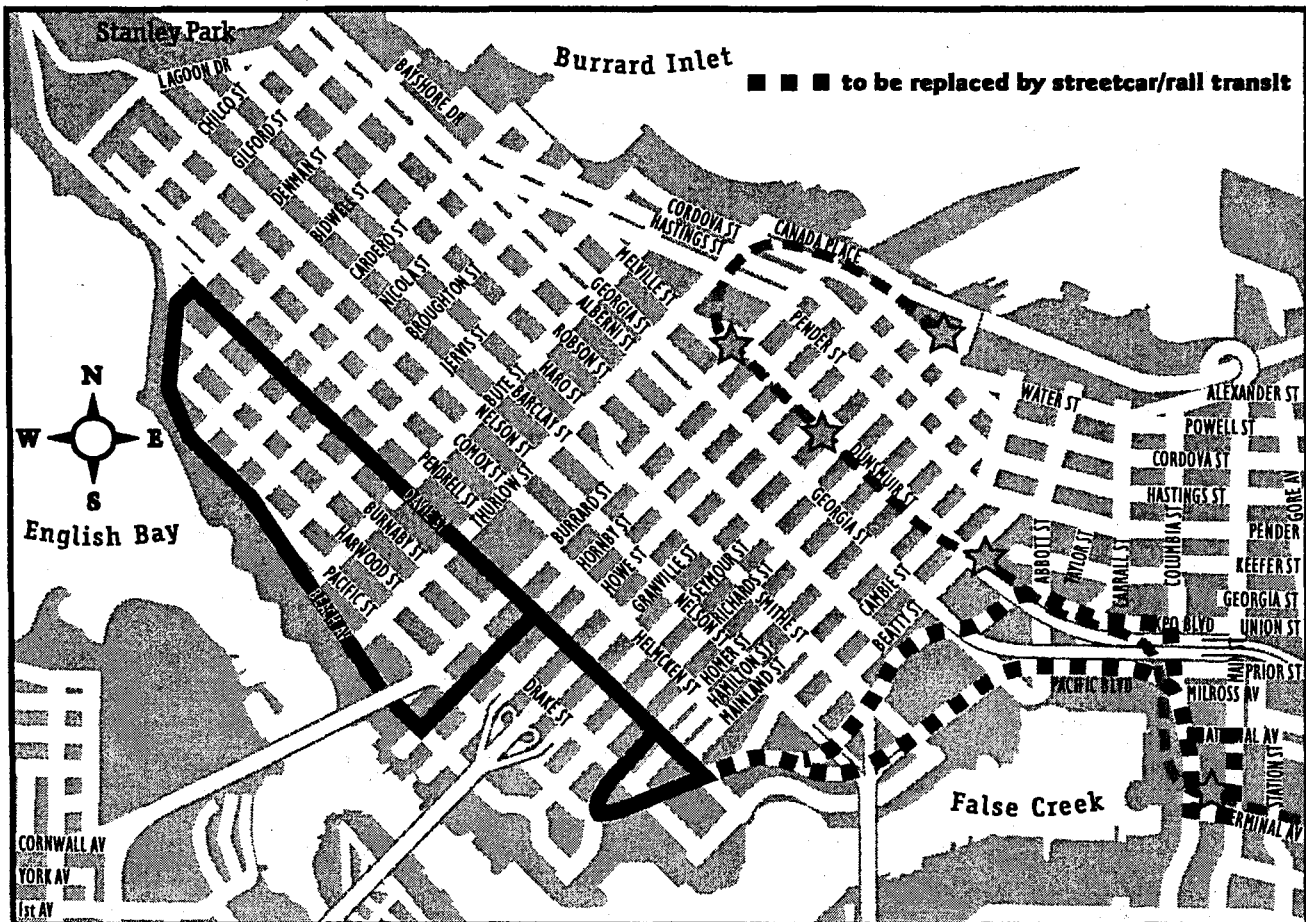 Stanley Park
Burrard Inlet
to be replaced by streetcar/rail transit
LAGOON DR
BAYSHORE DR
CHILCO ST
GILFORD ST
DENMAN ST
BIDWELL ST
CARDERO ST
NICOLA ST
BROUGHTON ST
JERVIS ST
BUTE ST
CORDOVA ST
HASTINGS ST
CANADA PLACE
MELVILLE ST
GEORGIA ST
ALBERNI ST
ROBSON ST
HARO ST
BARCLAY ST
NELSON ST
COMOX ST
PENDRELL ST
THURLOW ST
DAVIE ST
BURNABY ST
HARWOOD ST
PACIFIC ST
BEACH AV
PENDER ST
DUNSMUIR ST
GEORGIA ST
WATER ST
ALEXANDER ST
POWELL ST
CORDOVA ST
HASTINGS ST
GORE AV
PENDER
KEEFER ST
GEORGIA ST
UNION ST
PRIOR ST
MILROSS AV
STATION ST
ERMINAL AV
MAIN
ABBOTT ST
TAYLOR ST
COLUMBIA ST
PACIFIC BLVD
BURRARD ST
HORNBY ST
HOWE ST
GRANVILLE ST
SEYMOUR ST
RICHARDS ST
SMITHE ST
NELSON ST
HOMER ST
HAMILTON ST
MAINLAND ST
HELMCKEN ST
CAMBIE ST
BEATTY ST
DRAKE ST
N
W
E
S
English Bay
False Creek
CORNWALL AV
YORK AV
1st AV